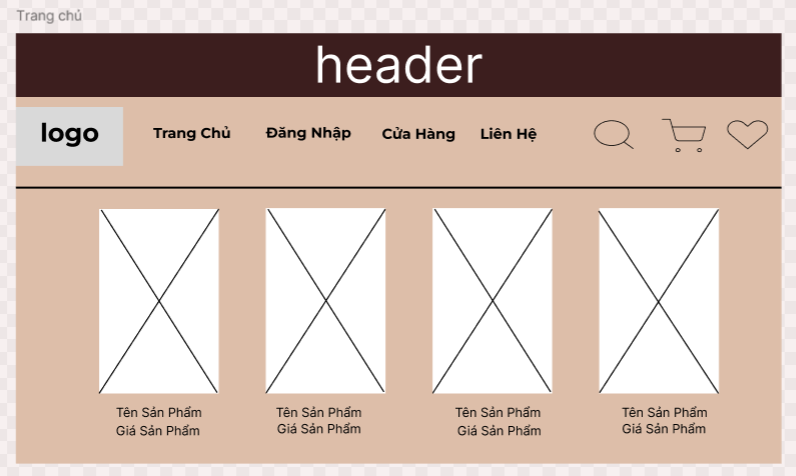 Trang chủ
header
logo
Trang Chủ
Đăng Nhập
Cửa Hàng
Liên Hệ
Tên Sản Phẩm
Giá Sản Phẩm
Tên Sản Phẩm
Giá Sản Phẩm
Tên Sản Phẩm
Giá Sản Phẩm
Tên Sản Phẩm
Giá Sản Phẩm